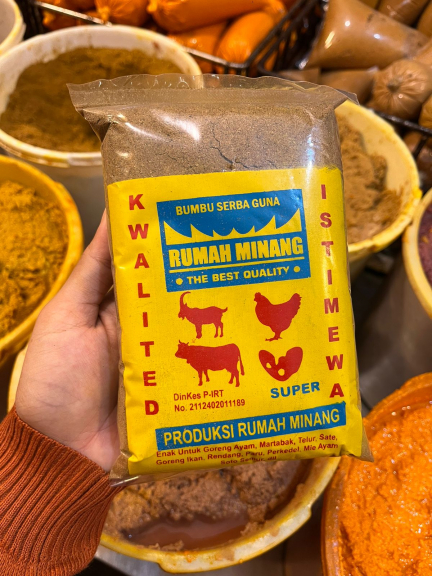 BUMBU SERBA GUNA
RUMAH MINANG
• THE BEST QUALITY •
KWALITED
ISTIMEWA
DinKes P-IRT
No. 2112402011189
SUPER
PRODUKSI RUMAH MINANG
Enak Untuk Goreng Ayam, Martabak, Telur, Sate,
Goreng Ikan, Rendang, Paru, Perkedel, Mie Ayam